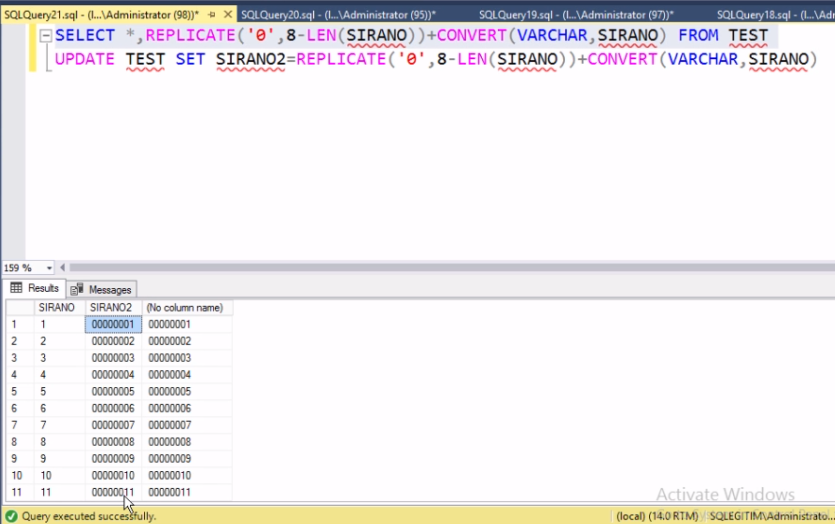 SQLQuery21.sql - (l...\Administrator (98))* SQLQuery20.sql - (l...\Administrator (95))* SQLQuery19.sql - (l...\Administrator (97))* SQLQuery18.sql - (l...\Ad
SELECT *,REPLICATE('0',8-LEN(SIRANO))+CONVERT(VARCHAR,SIRANO) FROM TEST
UPDATE TEST SET SIRANO2=REPLICATE('0',8-LEN(SIRANO))+CONVERT(VARCHAR,SIRANO)
159 %
Results Messages
SIRANO SIRANO2 (No column name)
1 1 00000001 00000001
2 2 00000002 00000002
3 3 00000003 00000003
4 4 00000004 00000004
5 5 00000005 00000005
6 6 00000006 00000006
7 7 00000007 00000007
8 8 00000008 00000008
9 9 00000009 00000009
10 10 00000010 00000010
11 11 00000011 00000011
Activate Windows
Query executed successfully. (local) (14.0 RTM) SQLEGITIM\Administrato...